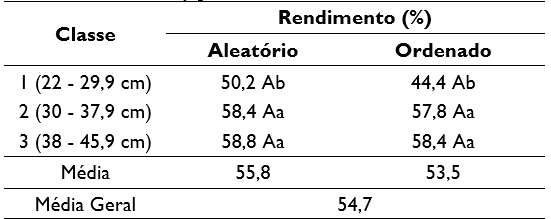 Classe Rendimento (%)
Aleatório Ordenado
1 (22 - 29,9 cm) 50,2 Ab 44,4 Ab
2 (30 - 37,9 cm) 58,4 Aa 57,8 Aa
3 (38 - 45,9 cm) 58,8 Aa 58,4 Aa
Média 55,8 53,5
Média Geral 54,7